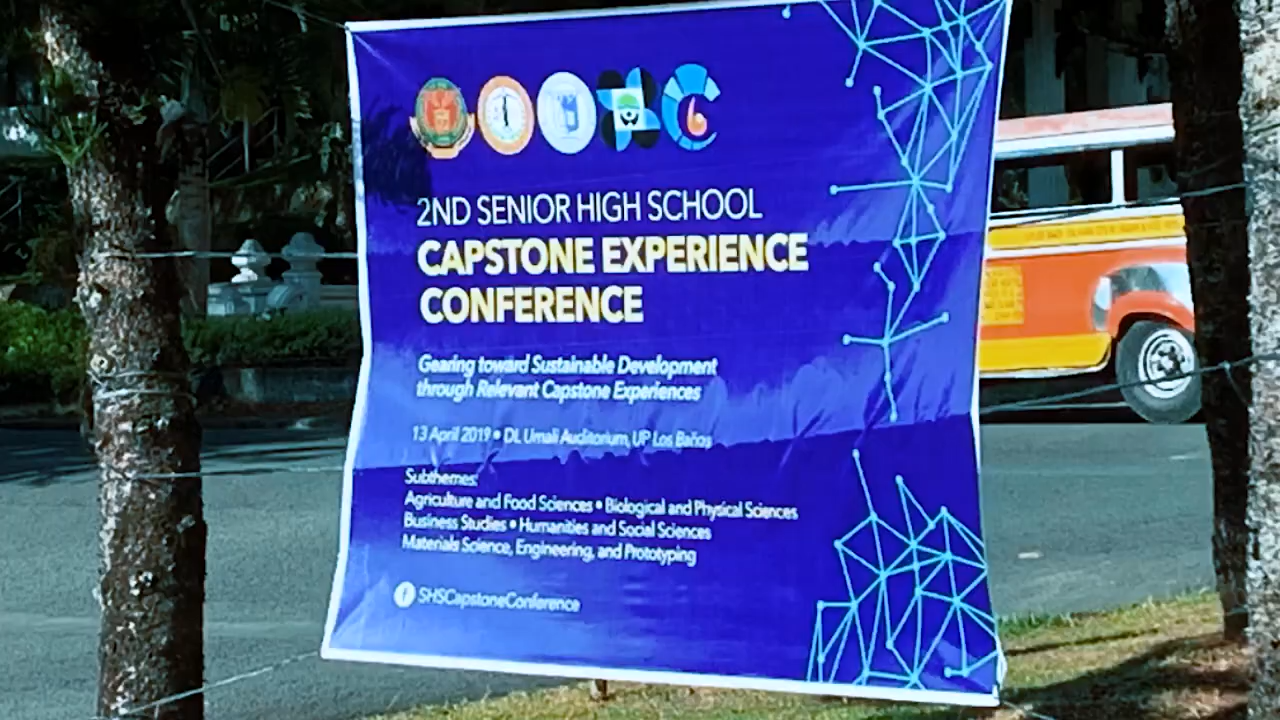 2ND SENIOR HIGH SCHOOL
CAPSTONE EXPERIENCE
CONFERENCE
Gearing toward Sustainable Development
through Relevant Capstone Experiences
13 April 2019 • DL Umali Auditorium, UP Los Baños
Subthemes:
Agriculture and Food Sciences • Biological and Physical Sciences
Business Studies • Humanities and Social Sciences
Materials Science, Engineering, and Prototyping
f SHSCapstoneConference